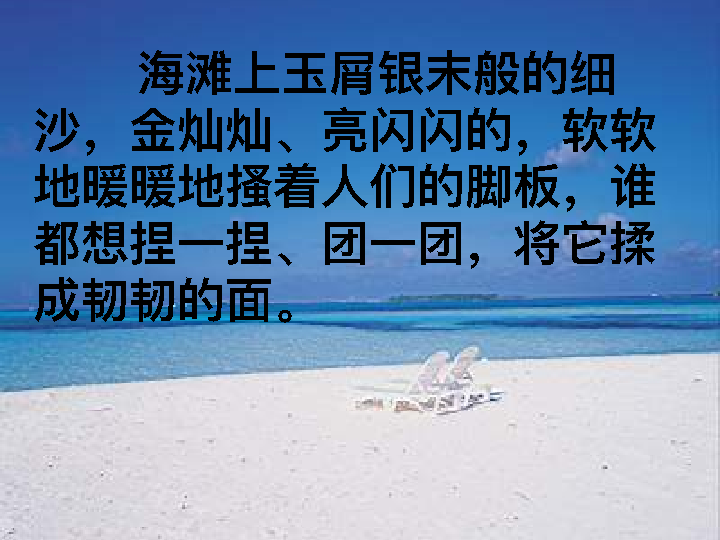 海滩上玉屑银末般的细
沙，金灿灿、亮闪闪的，软软
地暖暖地搔着人们的脚板，谁
都想捏一捏、团一团，将它揉
成韧韧的面。